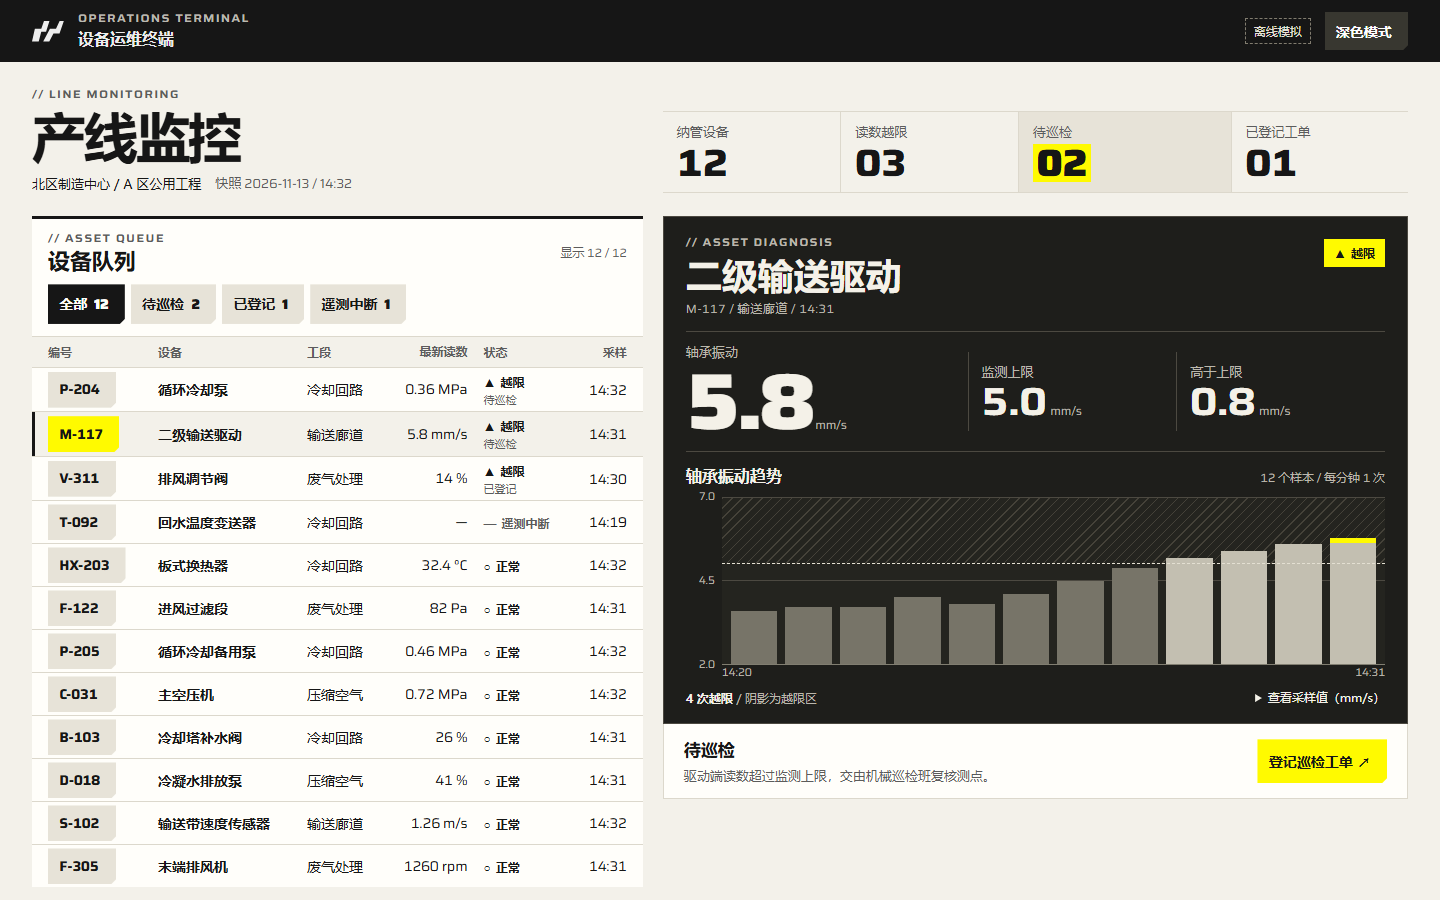 OPERATIONS TERMINAL
设备运维终端
离线模拟
深色模式
// LINE MONITORING
产线监控
北区制造中心 / A 区公用工程 快照 2026-11-13 / 14:32
纳管设备 12
读数越限 03
待巡检 02
已登记工单 01
// ASSET QUEUE
设备队列
显示 12 / 12
全部 12 待巡检 2 已登记 1 遥测中断 1
编号 设备 工段 最新读数 状态 采样
P-204 循环冷却泵 冷却回路 0.36 MPa ▲ 越限 待巡检 14:32
M-117 二级输送驱动 输送廊道 5.8 mm/s ▲ 越限 待巡检 14:31
V-311 排风调节阀 废气处理 14 % ▲ 越限 已登记 14:30
T-092 回水温度变送器 冷却回路 — — 遥测中断 14:19
HX-203 板式换热器 冷却回路 32.4 °C ○ 正常 14:32
F-122 进风过滤段 废气处理 82 Pa ○ 正常 14:31
P-205 循环冷却备用泵 冷却回路 0.46 MPa ○ 正常 14:32
C-031 主空压机 压缩空气 0.72 MPa ○ 正常 14:32
B-103 冷却塔补水阀 冷却回路 26 % ○ 正常 14:31
D-018 冷凝水排放泵 压缩空气 41 % ○ 正常 14:31
S-102 输送带速度传感器 输送廊道 1.26 m/s ○ 正常 14:32
F-305 末端排风机 废气处理 1260 rpm ○ 正常 14:31
// ASSET DIAGNOSIS
二级输送驱动
▲ 越限
M-117 / 输送廊道 / 14:31
轴承振动
5.8 mm/s
监测上限
5.0 mm/s
高于上限
0.8 mm/s
轴承振动趋势
12 个样本 / 每分钟 1 次
7.0
4.5
2.0
14:20 14:31
4 次越限 / 阴影为越限区
▶ 查看采样值（mm/s）
待巡检
驱动端读数超过监测上限，交由机械巡检班复核测点。
登记巡检工单 ↗